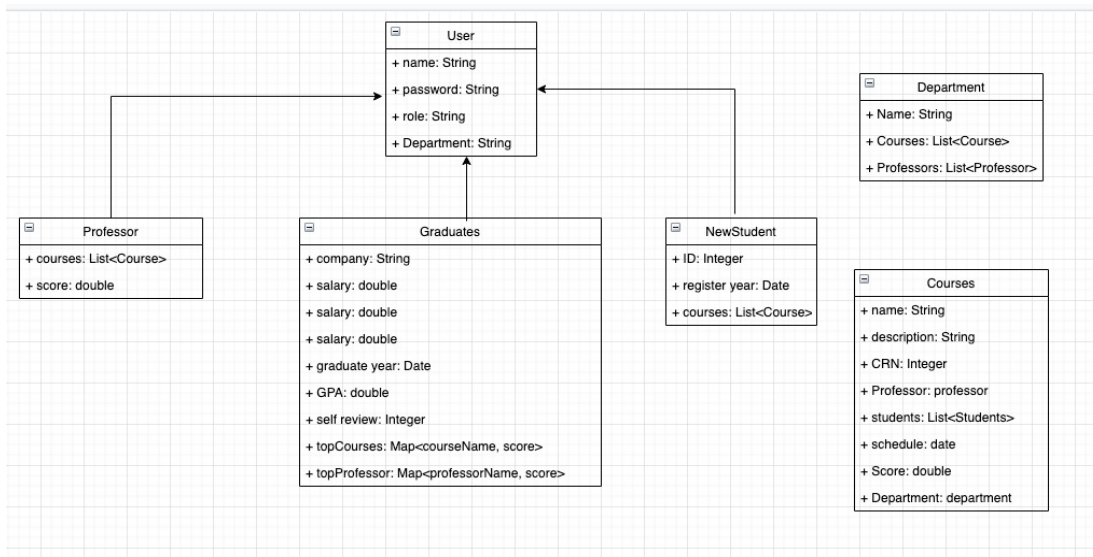 User
+ name: String
+ password: String
+ role: String
+ Department: String
Department
+ Name: String
+ Courses: List<Course>
+ Professors: List<Professor>
Professor
+ courses: List<Course>
+ score: double
Graduates
+ company: String
+ salary: double
+ salary: double
+ salary: double
+ graduate year: Date
+ GPA: double
+ self review: Integer
+ topCourses: Map<courseName, score>
+ topProfessor: Map<professorName, score>
NewStudent
+ ID: Integer
+ register year: Date
+ courses: List<Course>
Courses
+ name: String
+ description: String
+ CRN: Integer
+ Professor: professor
+ students: List<Students>
+ schedule: date
+ Score: double
+ Department: department